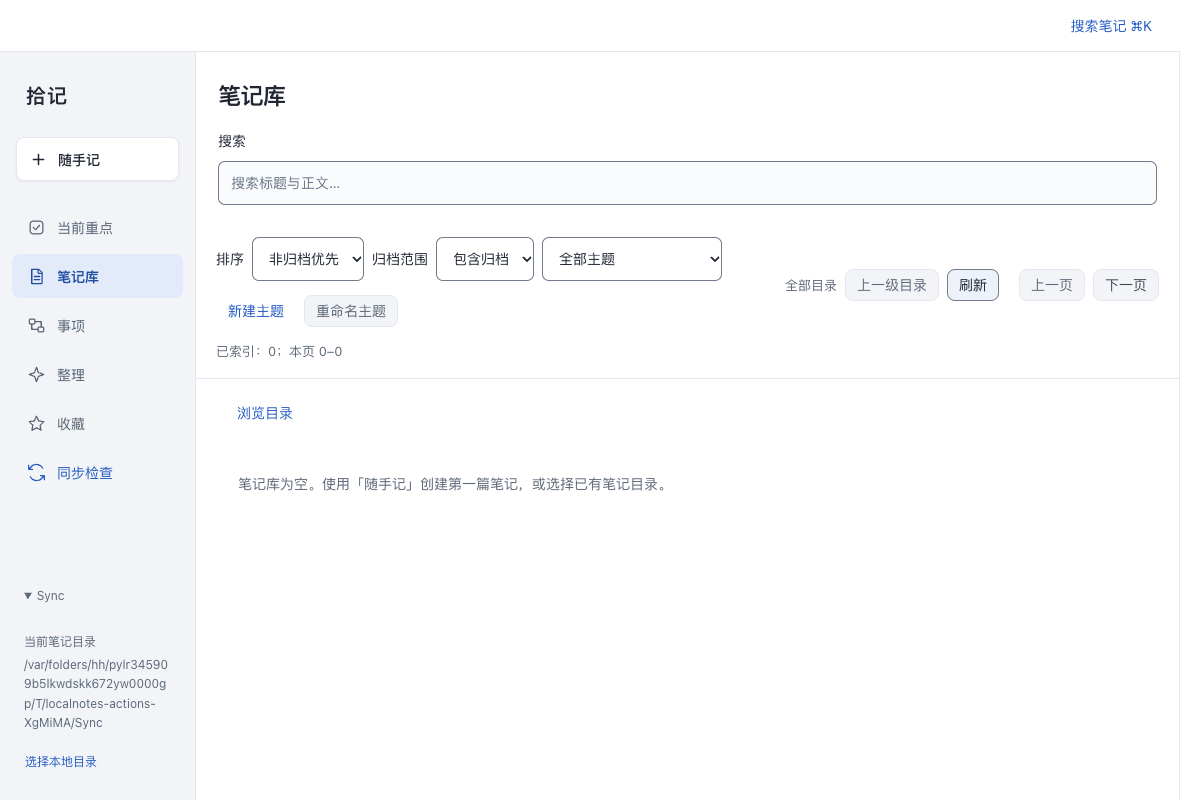 搜索笔记 ⌘K
拾记
随手记
当前重点
笔记库
事项
整理
收藏
同步检查
▼ Sync
当前笔记目录
/var/folders/hh/pylr34590
9b5lkwdskk672yw0000g
p/T/localnotes-actions-
XgMiMA/Sync
选择本地目录
笔记库
搜索
搜索标题与正文...
排序 非归档优先 归档范围 包含归档 全部主题
新建主题 重命名主题
全部目录 上一级目录 刷新 上一页 下一页
已索引：0；本页 0–0
浏览目录
笔记库为空。使用「随手记」创建第一篇笔记，或选择已有笔记目录。